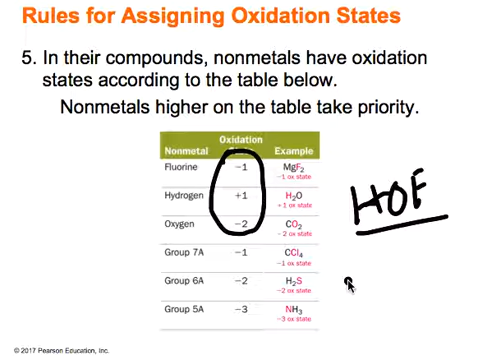 Rules for Assigning Oxidation States
5. In their compounds, nonmetals have oxidation
states according to the table below.
Nonmetals higher on the table take priority.
Oxidation
Nonmetal Example
Fluorine −1 MgF₂
−1 ox state
Hydrogen +1 H₂O
+1 ox state
Oxygen −2 CO₂
−2 ox state
Group 7A −1 CCl₄
−1 ox state
Group 6A −2 H₂S
−2 ox state
Group 5A −3 NH₃
−3 ox state
HOF
© 2017 Pearson Education, Inc.